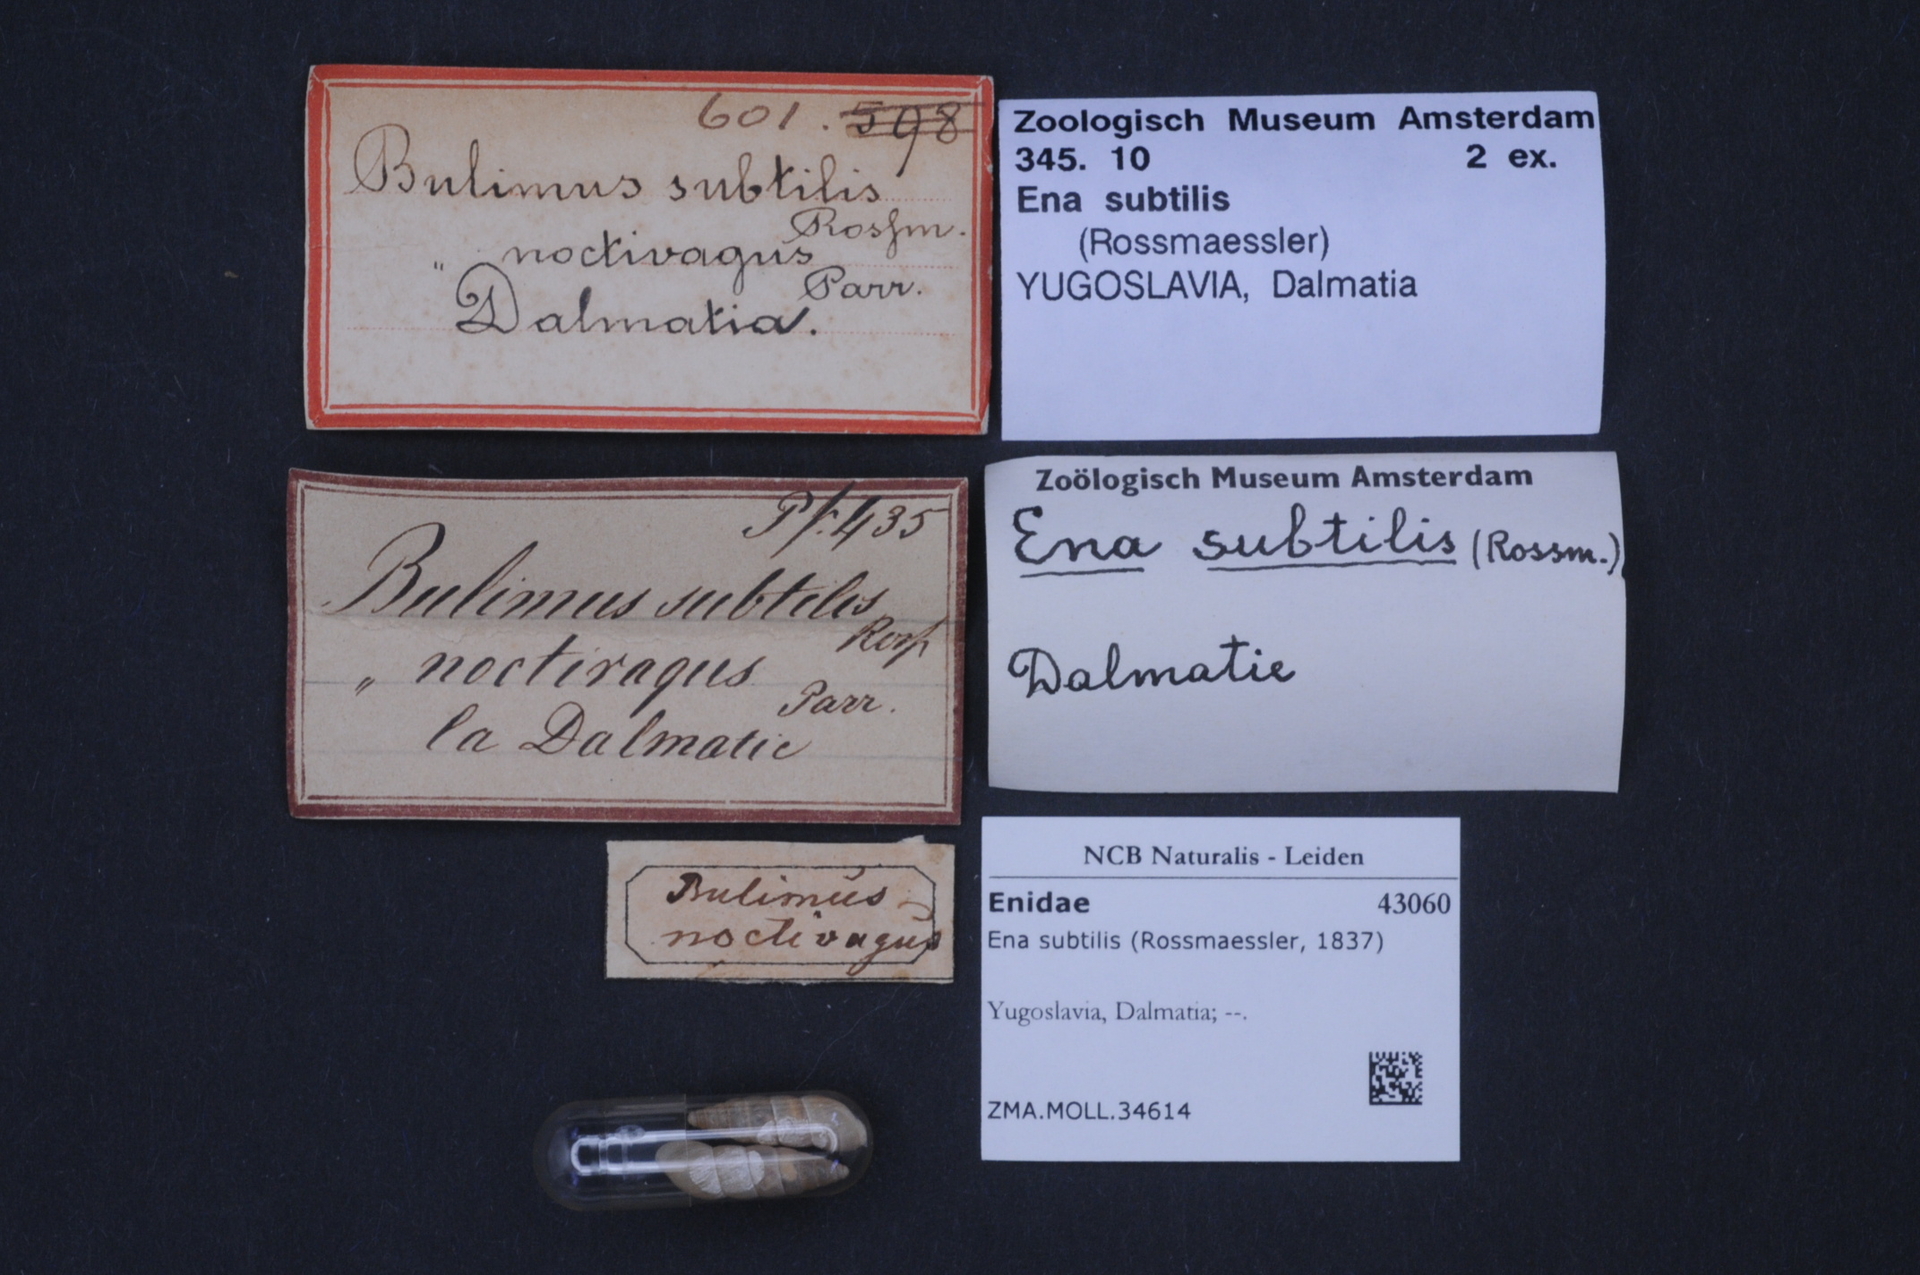 601. 598
Bulimus subtilis
Rossm.
" noctivagus
Parr.
Dalmatia.
Zoologisch Museum Amsterdam
345. 10 2 ex.
Ena subtilis
(Rossmaessler)
YUGOSLAVIA, Dalmatia
Pf. 435
Bulimus subtilis
Rossm
" noctivagus
Parr.
la Dalmatie
Zoölogisch Museum Amsterdam
Ena subtilis (Rossm.)
Dalmatie
Bulimus
noctivagus
NCB Naturalis - Leiden
Enidae 43060
Ena subtilis (Rossmaessler, 1837)
Yugoslavia, Dalmatia; --.
ZMA.MOLL.34614